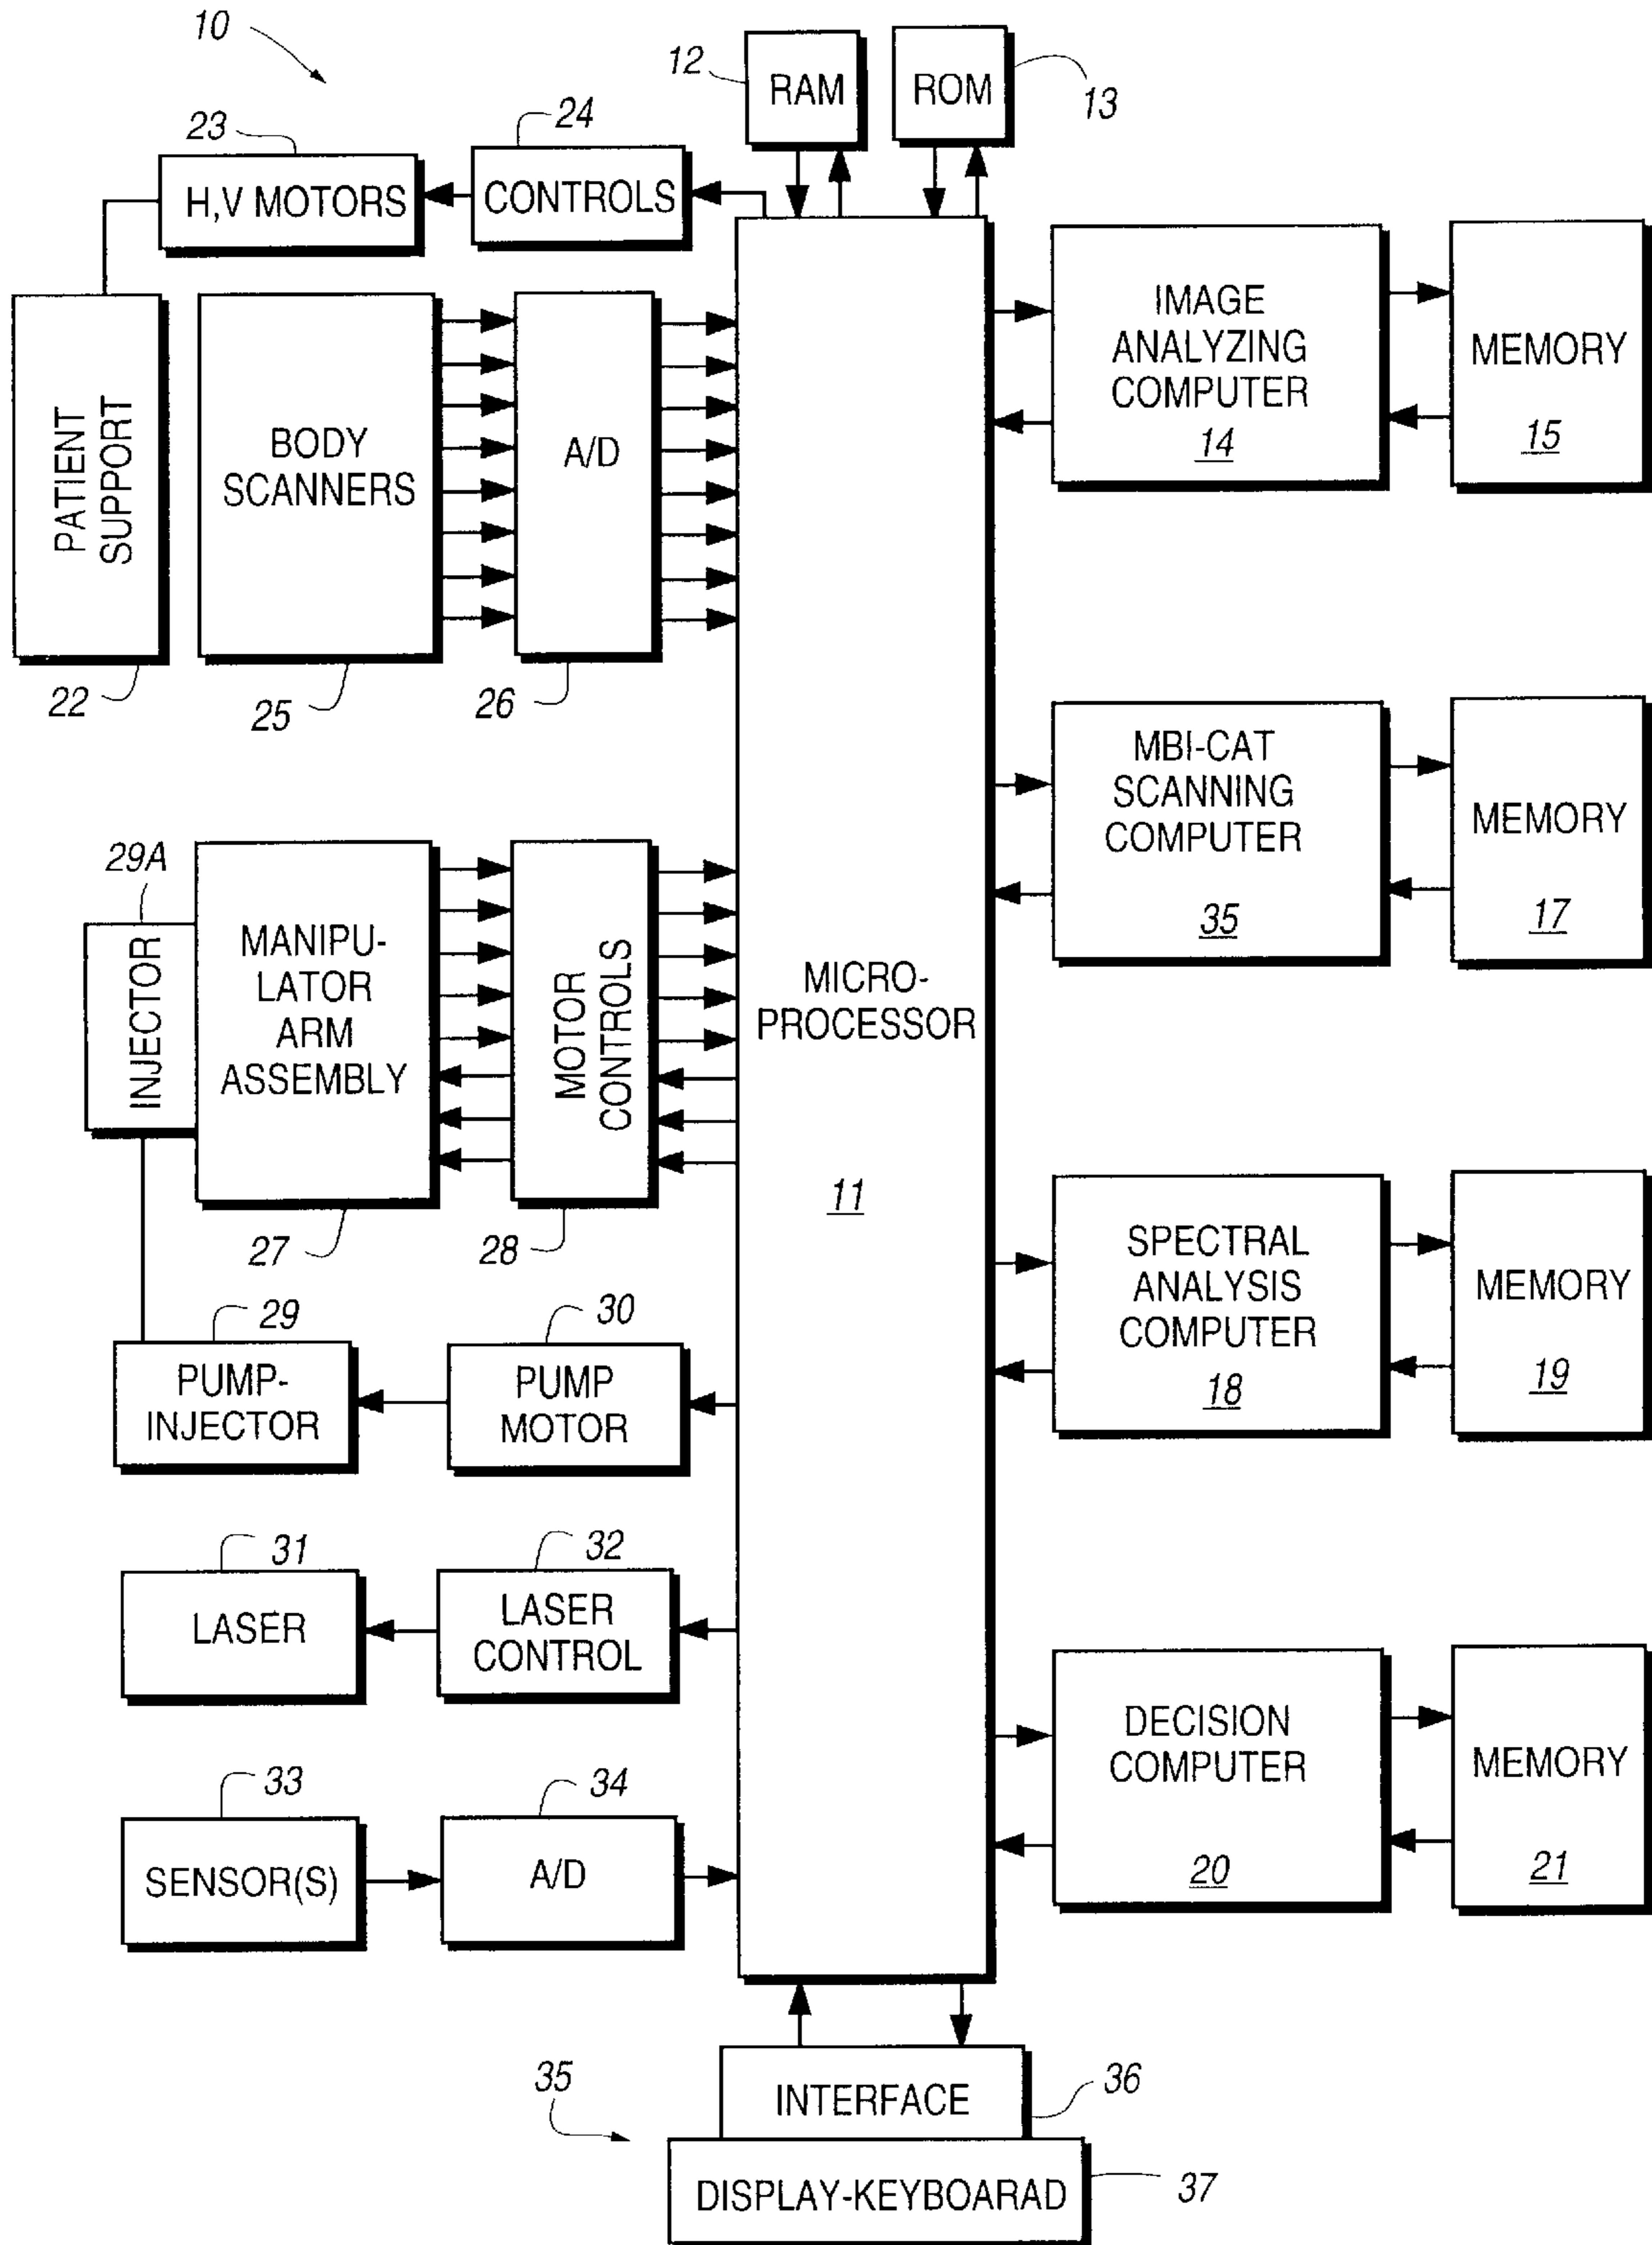 10
12
RAM
ROM
13
23
24
H,V MOTORS
CONTROLS
PATIENT
SUPPORT
22
BODY
SCANNERS
25
A/D
26
IMAGE
ANALYZING
COMPUTER
14
MEMORY
15
MBI-CAT
SCANNING
COMPUTER
35
MEMORY
17
29A
INJECTOR
MANIPU-
LATOR
ARM
ASSEMBLY
27
MOTOR
CONTROLS
28
MICRO-
PROCESSOR
11
SPECTRAL
ANALYSIS
COMPUTER
18
MEMORY
19
29
PUMP-
INJECTOR
30
PUMP
MOTOR
31
LASER
32
LASER
CONTROL
DECISION
COMPUTER
20
MEMORY
21
33
SENSOR(S)
34
A/D
35
INTERFACE
36
DISPLAY-KEYBOARAD
37